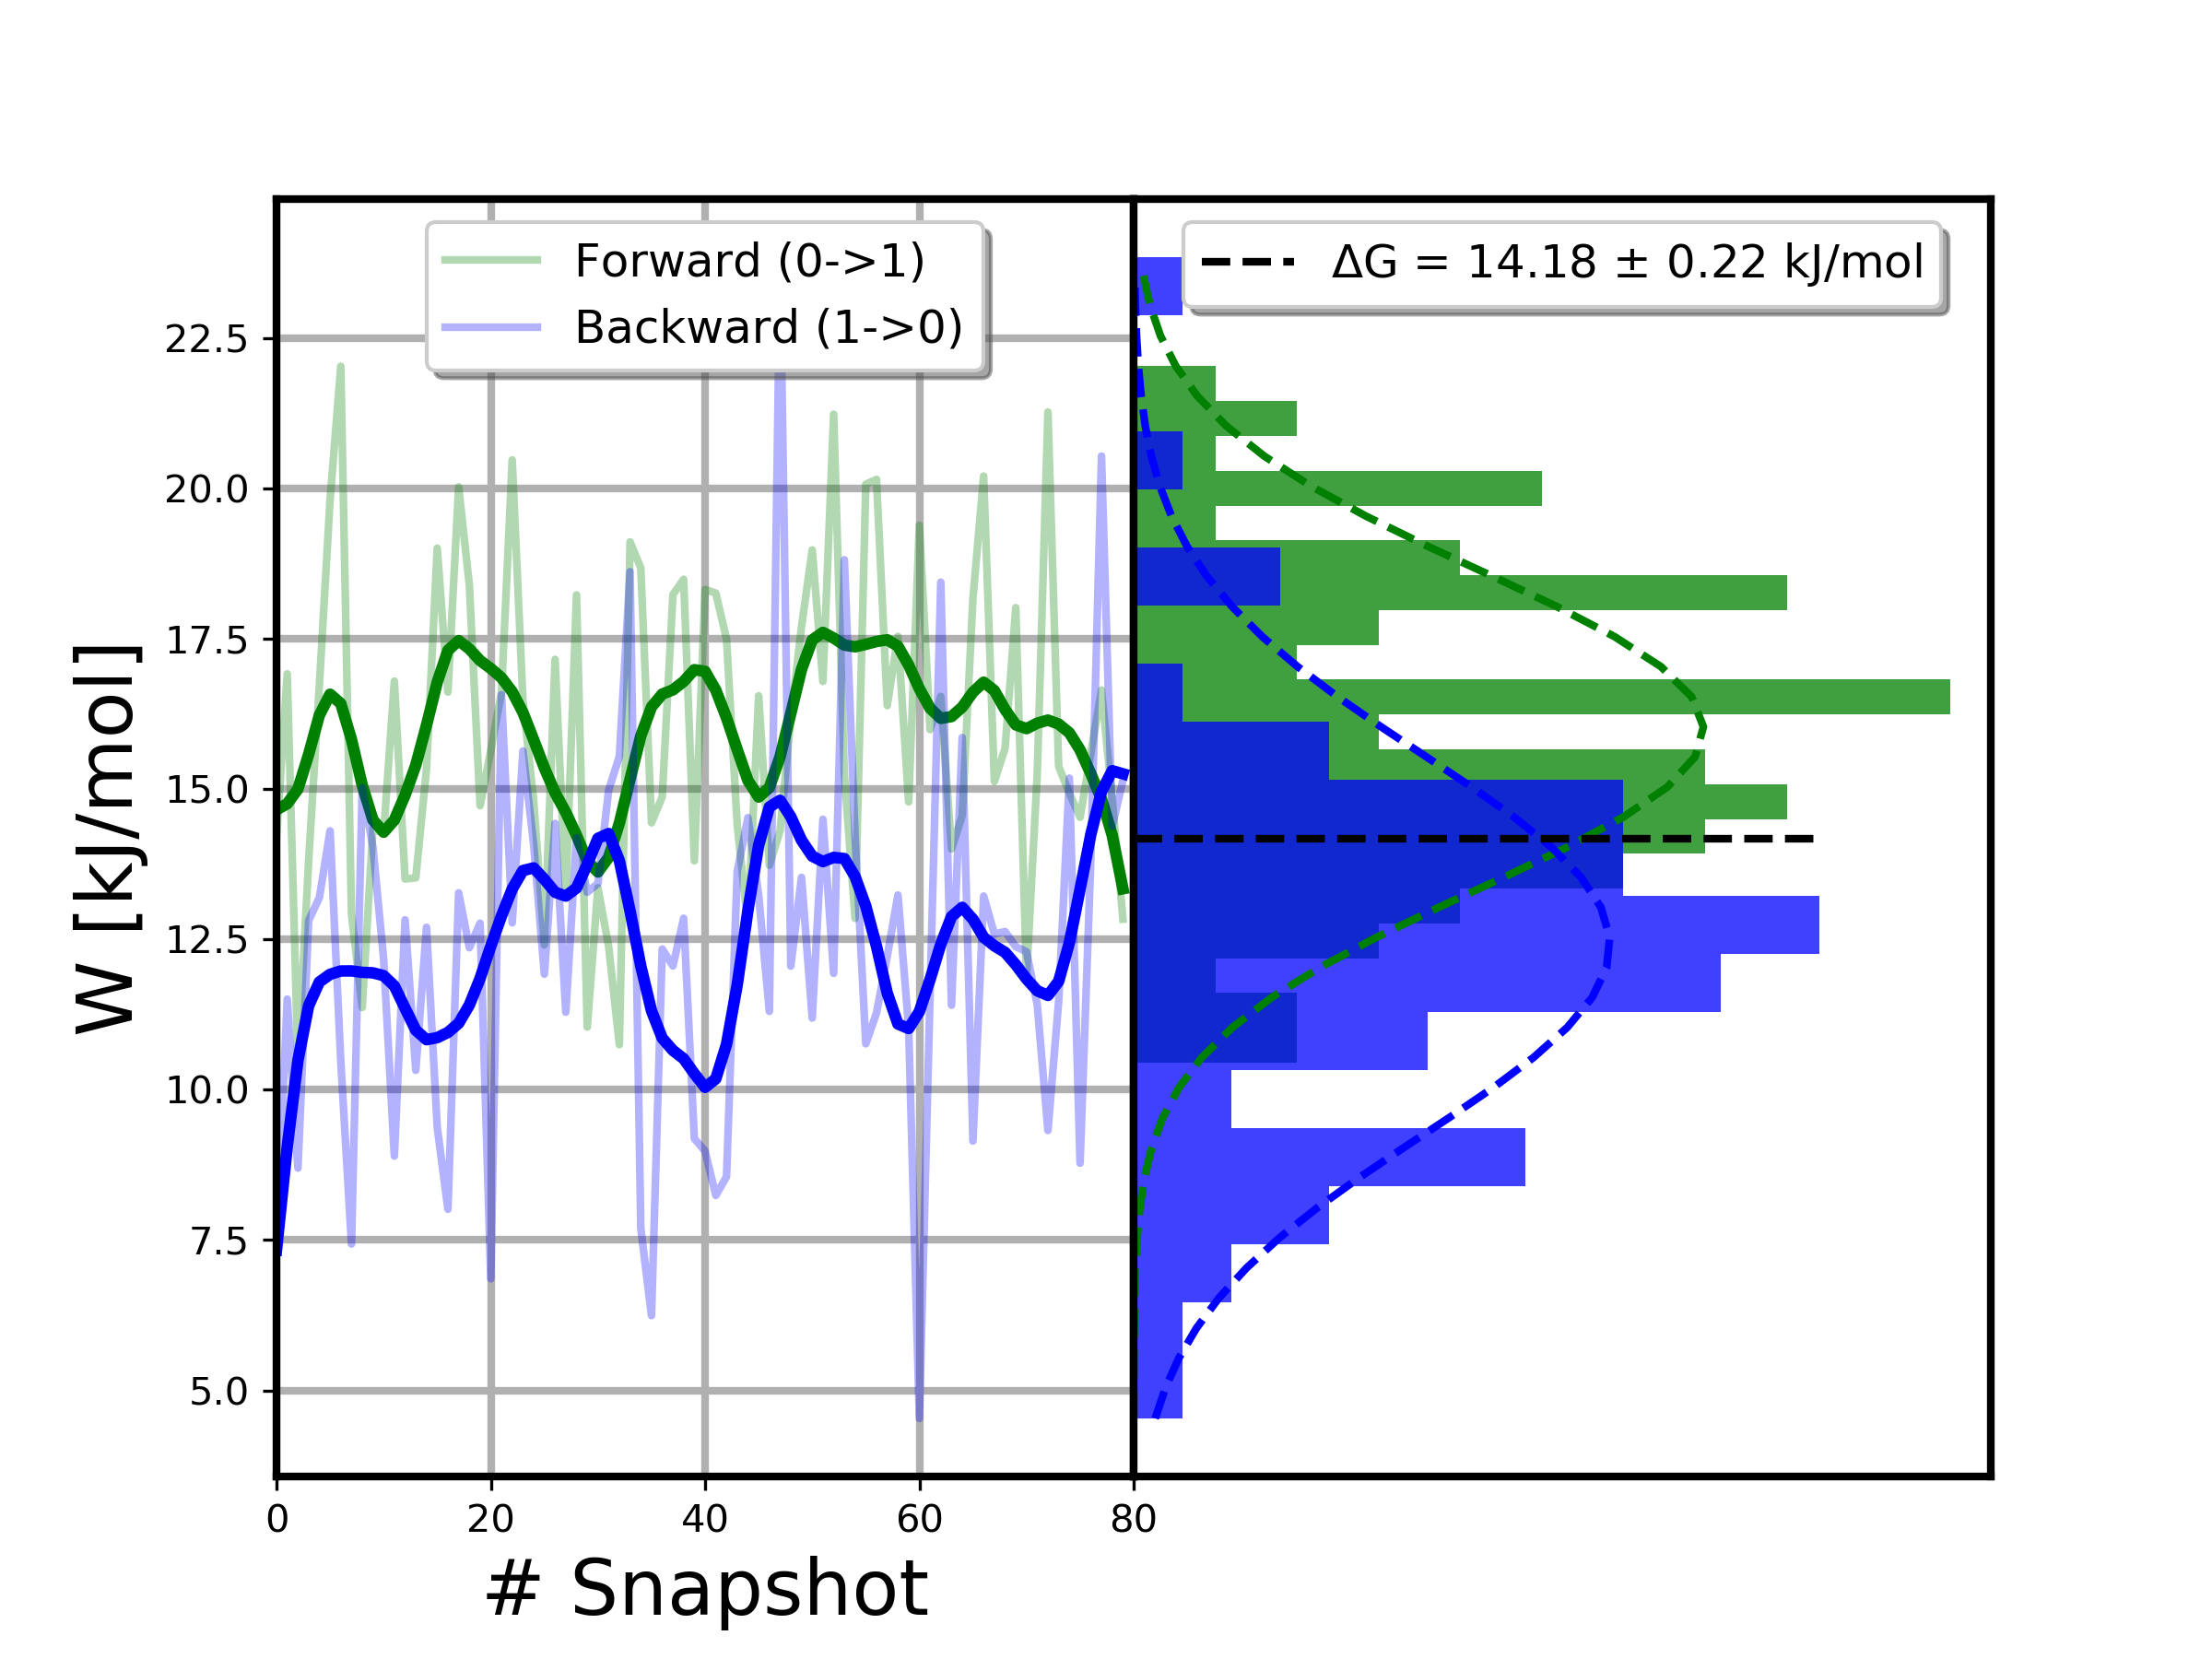 Forward (0->1)
Backward (1->0)
ΔG = 14.18 ± 0.22 kJ/mol
W [kJ/mol]
22.5
20.0
17.5
15.0
12.5
10.0
7.5
5.0
0 20 40 60 80
# Snapshot